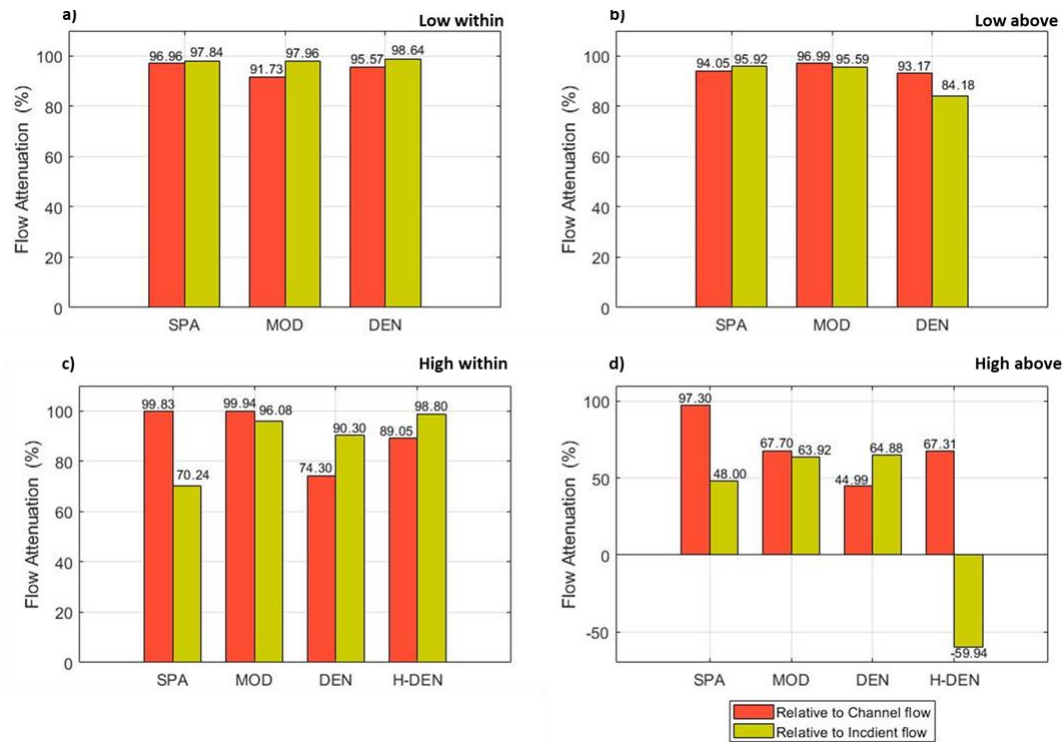 a)
Low within
Flow Attenuation (%)
100
80
60
40
20
0
96.96 97.84 91.73 97.96 95.57 98.64
SPA MOD DEN
b)
Low above
Flow Attenuation (%)
100
80
60
40
20
0
94.05 95.92 96.99 95.59 93.17 84.18
SPA MOD DEN
c)
High within
Flow Attenuation (%)
100
80
60
40
20
0
99.83 70.24 99.94 96.08 74.30 90.30 89.05 98.80
SPA MOD DEN H-DEN
d)
High above
Flow Attenuation (%)
100
50
0
-50
97.30 48.00 67.70 63.92 44.99 64.88 67.31 -59.94
SPA MOD DEN H-DEN
Relative to Channel flow
Relative to Incdient flow